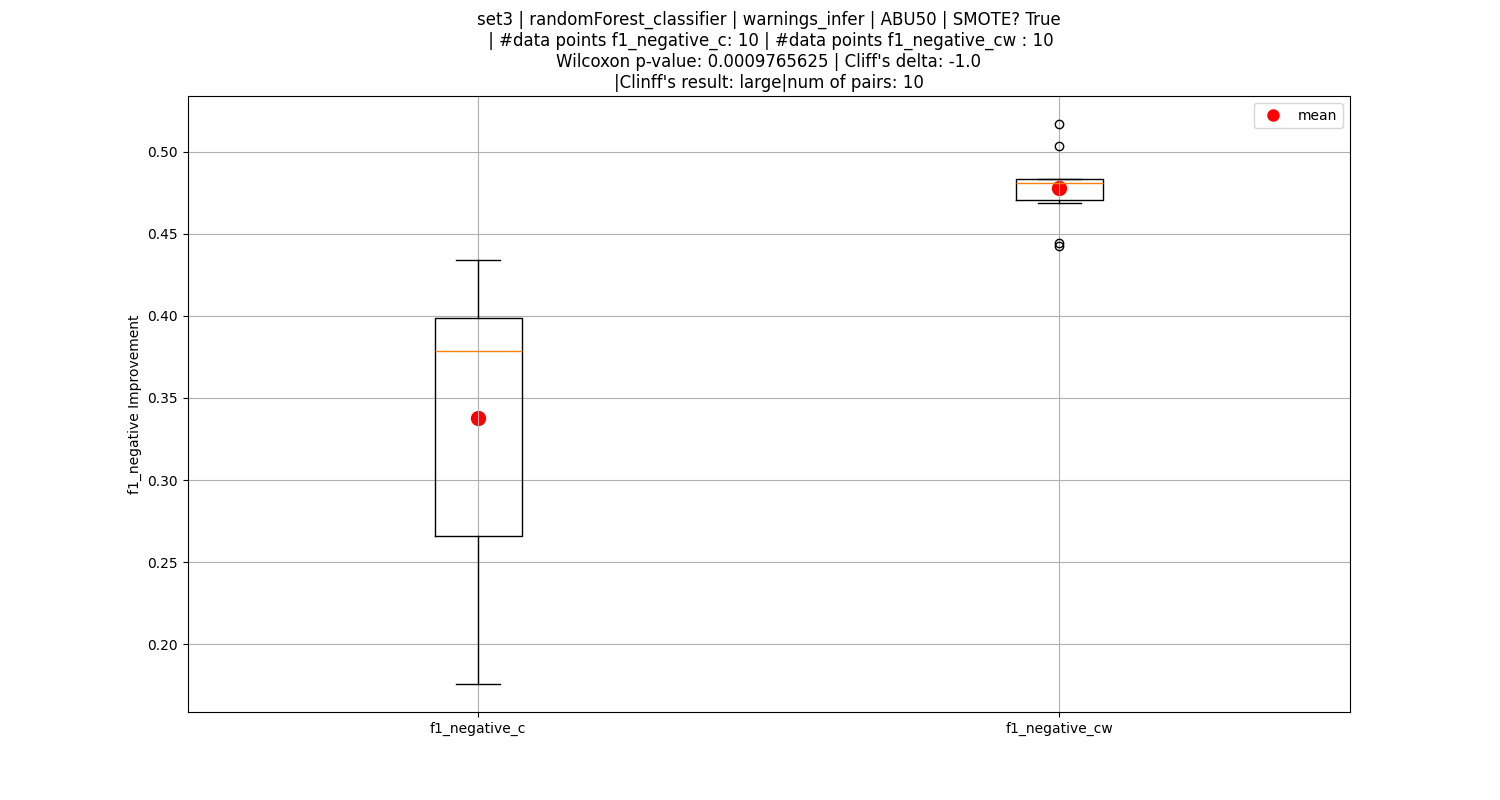 set3 | randomForest_classifier | warnings_infer | ABU50 | SMOTE? True
| #data points f1_negative_c: 10 | #data points f1_negative_cw : 10
Wilcoxon p-value: 0.0009765625 | Cliff's delta: -1.0
|Clinff's result: large|num of pairs: 10
mean
0.50
0.45
0.40
0.35
0.30
0.25
0.20
f1_negative Improvement
f1_negative_c
f1_negative_cw